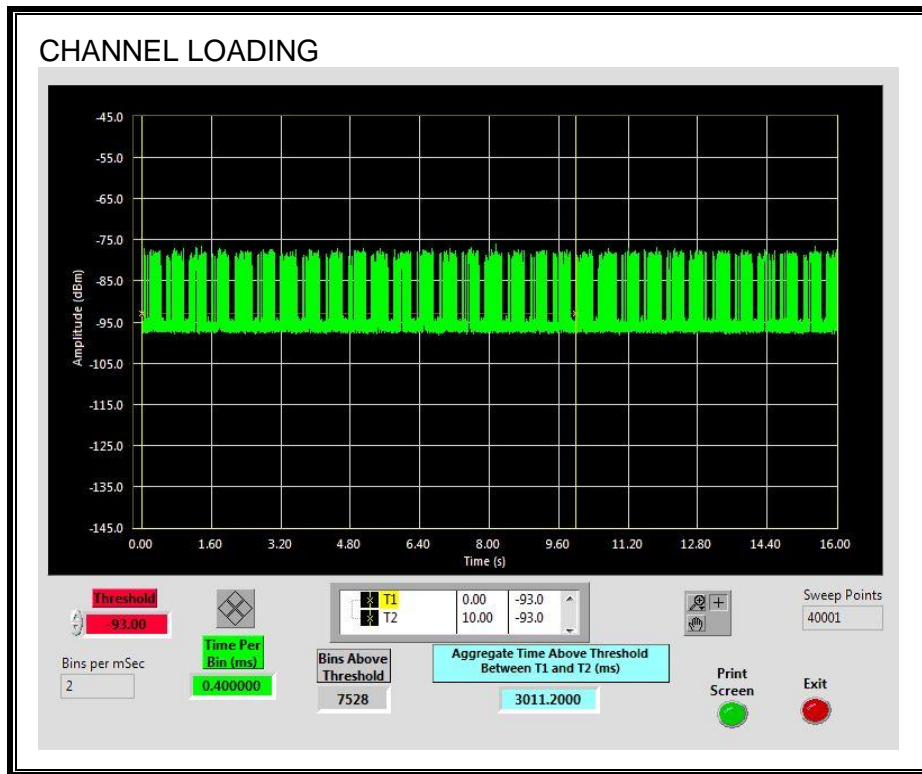 CHANNEL LOADING
-45.0
-55.0
-65.0
-75.0
-85.0
-95.0
-105.0
-115.0
-125.0
-135.0
-145.0
Amplitude (dBm)
0.00 1.60 3.20 4.80 6.40 8.00 9.60 11.20 12.80 14.40 16.00
Time (s)
Threshold
-93.00
Bins per mSec
2
Time Per
Bin (ms)
0.400000
T1 0.00 -93.0
T2 10.00 -93.0
Bins Above
Threshold
7528
Aggregate Time Above Threshold
Between T1 and T2 (ms)
3011.2000
Print
Screen
Sweep Points
40001
Exit